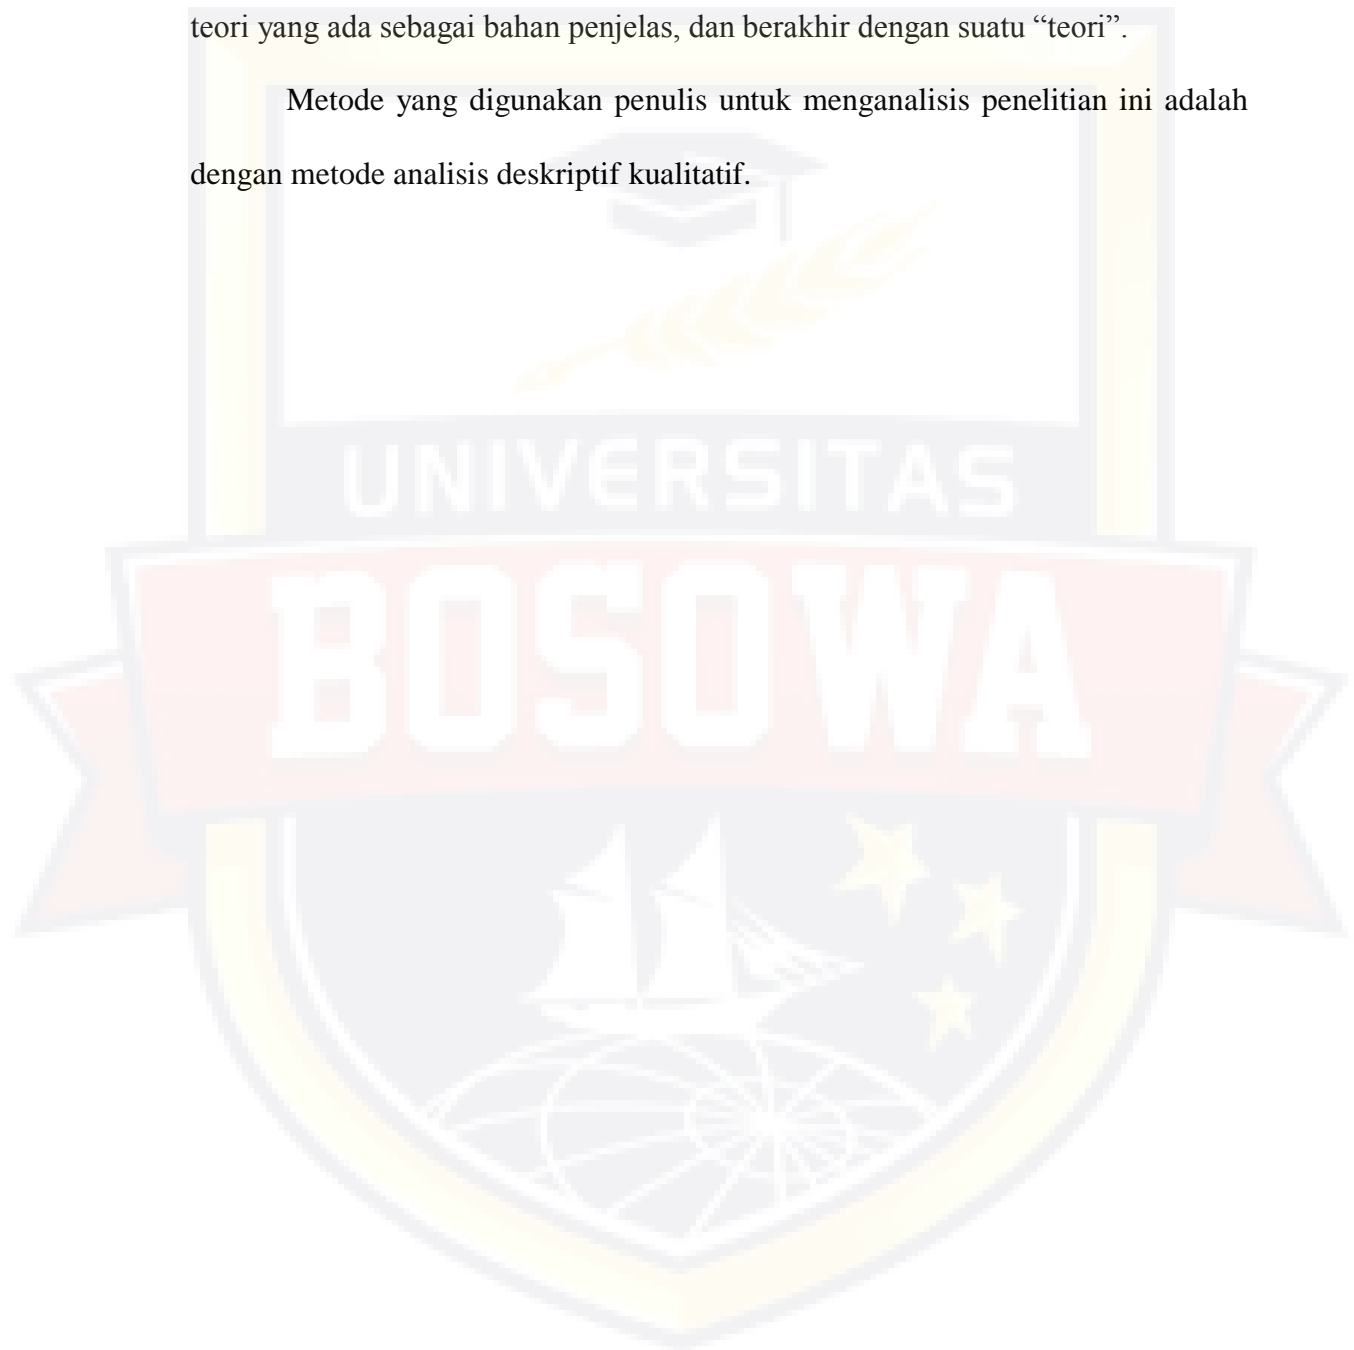 teori yang ada sebagai bahan penjelas, dan berakhir dengan suatu “teori”.
Metode yang digunakan penulis untuk menganalisis penelitian ini adalah
dengan metode analisis deskriptif kualitatif.
UNIVERSITAS
BOSOWA